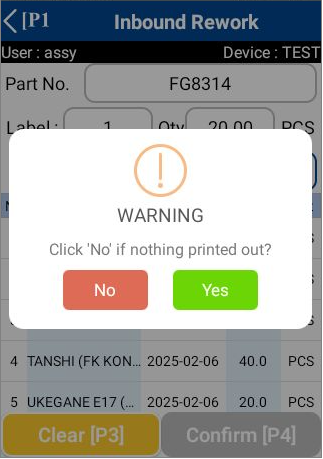 [P1 Inbound Rework
User : assy Device : TEST
Part No. FG8314
Label : 1 Qty 20.00 PCS
WARNING
Click 'No' if nothing printed out?
No Yes
4 TANSHI (FK KON... 2025-02-06 40.0 PCS
5 UKEGANE E17 (... 2025-02-06 20.0 PCS
Clear [P3] Confirm [P4]